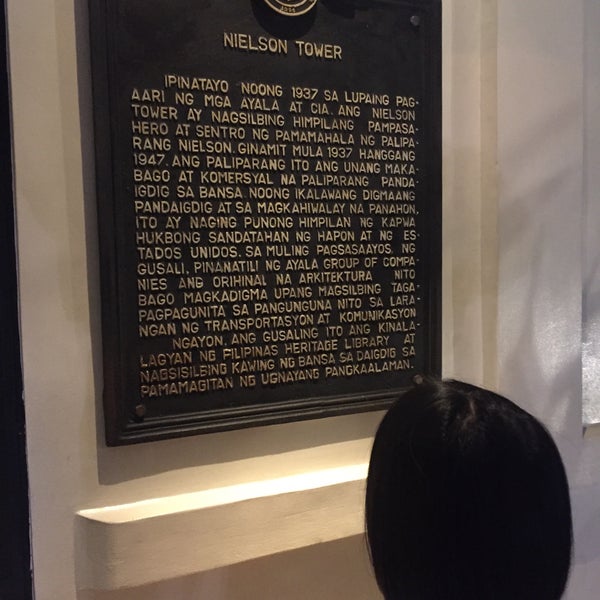 NIELSON TOWER
IPINATAYO NOONG 1937 SA LUPAING PAG-
AARI NG MGA AYALA AT CIA. ANG NIELSON
TOWER AY NAGSILBING HIMPILANG PAMPASA-
HERO AT SENTRO NG PAMAMAHALA NG PALIPA-
RANG NIELSON. GINAMIT MULA 1937 HANGGANG
1947. ANG PALIPARANG ITO ANG UNANG MAKA-
BAGO AT KOMERSYAL NA PALIPARANG PANDA-
IGDIG SA BANSA. NOONG IKALAWANG DIGMAANG
PANDAIGDIG AT SA MAGKAHIWALAY NA PANAHON,
ITO AY NAGING PUNONG HIMPILAN NG KAPWA
HUKBONG SANDATAHAN NG HAPON AT NG ES-
TADOS UNIDOS. SA MULING PAGSASAAYOS NG
GUSALI, PINANATILI NG AYALA GROUP OF COMPA-
NIES ANG ORIHINAL NA ARKITEKTURA NITO
BAGO MAGKADIGMA UPANG MAGSILBING TAGA-
PAGPAGUNITA SA PANGUNGUNA NITO SA LARA-
NGAN NG TRANSPORTASYON AT KOMUNIKASYON
NGAYON, ANG GUSALING ITO ANG KINALA-
LAGYAN NG FILIPINAS HERITAGE LIBRARY AT
NAGSISILBING KAWING NG BANSA SA DAIGDIG SA
PAMAMAGITAN NG UGNAYANG PANGKAALAMAN.